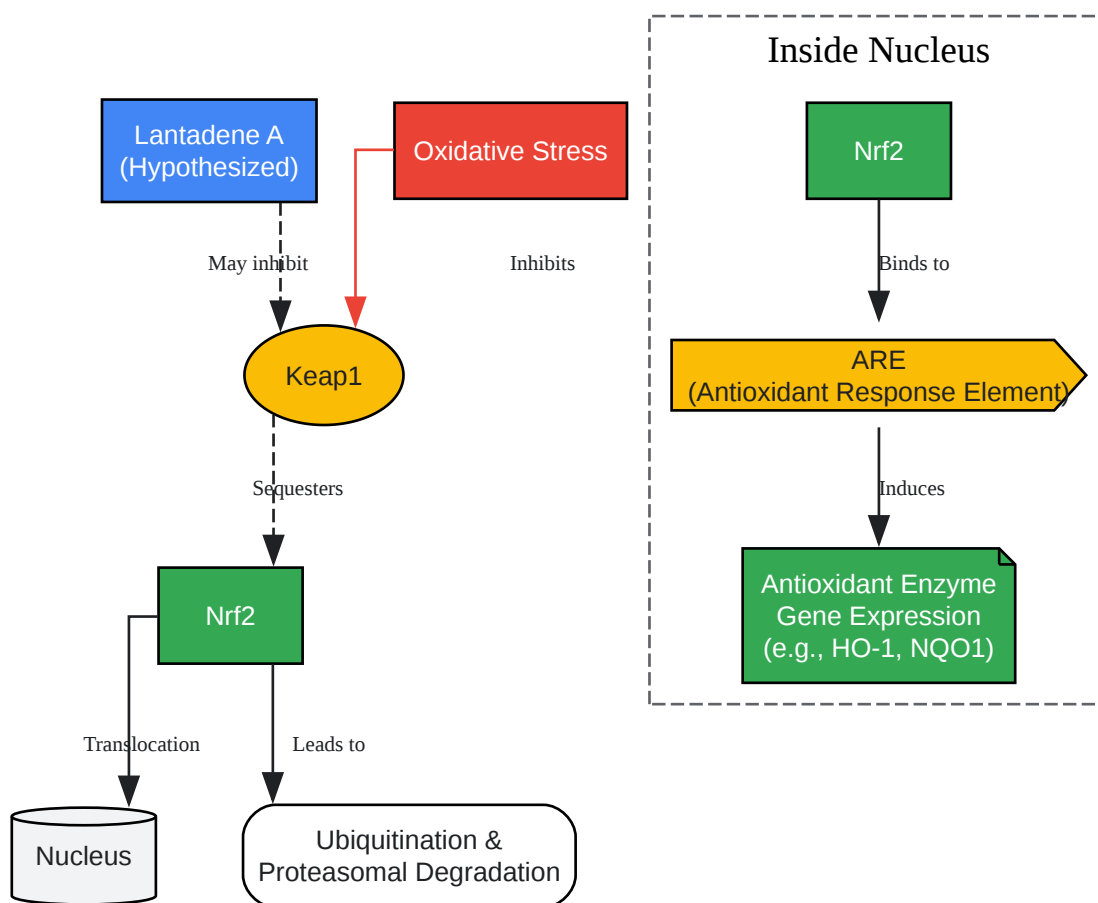 Inside Nucleus
Lantadene A
(Hypothesized)
Oxidative Stress
Nrf2
May inhibit
Inhibits
Binds to
Keap1
ARE
(Antioxidant Response Element)
Sequesters
Induces
Nrf2
Antioxidant Enzyme
Gene Expression
(e.g., HO-1, NQO1)
Translocation
Leads to
Nucleus
Ubiquitination &
Proteasomal Degradation